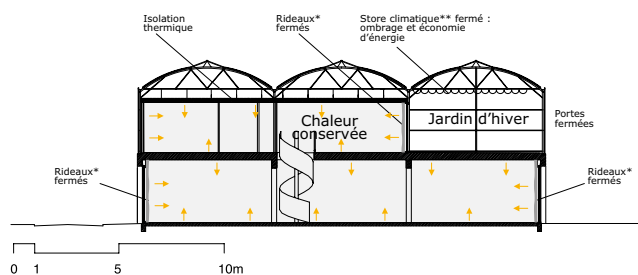 Isolation
thermique
Rideaux*
fermés
Store climatique** fermé :
ombrage et économie
d'énergie
Chaleur
conservée
Jardin d'hiver
Portes
fermées
Rideaux*
fermés
Rideaux*
fermés
0 1 5 10m